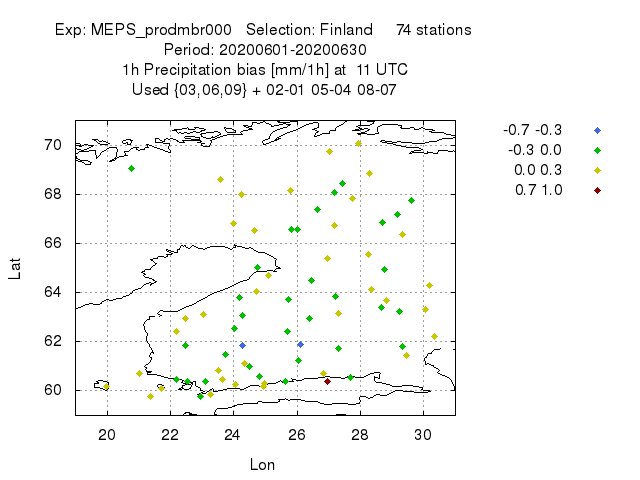 Exp: MEPS_prodmbr000 Selection: Finland 74 stations
Period: 20200601-20200630
1h Precipitation bias [mm/1h] at 11 UTC
Used {03,06,09} + 02-01 05-04 08-07
-0.7 -0.3
-0.3 0.0
0.0 0.3
0.7 1.0
70
68
66
64
62
60
Lat
20 22 24 26 28 30
Lon